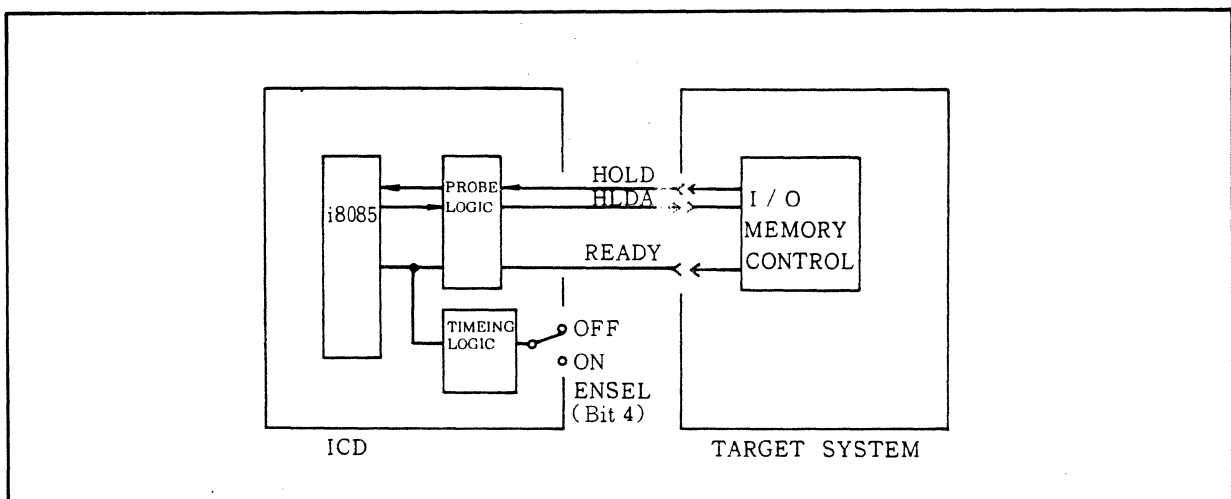 HOLD
HLDA
READY
i8085
PROBE
LOGIC
TIMEING
LOGIC
OFF
ON
ENSEL
(Bit 4)
I / O
MEMORY
CONTROL
ICD
TARGET SYSTEM